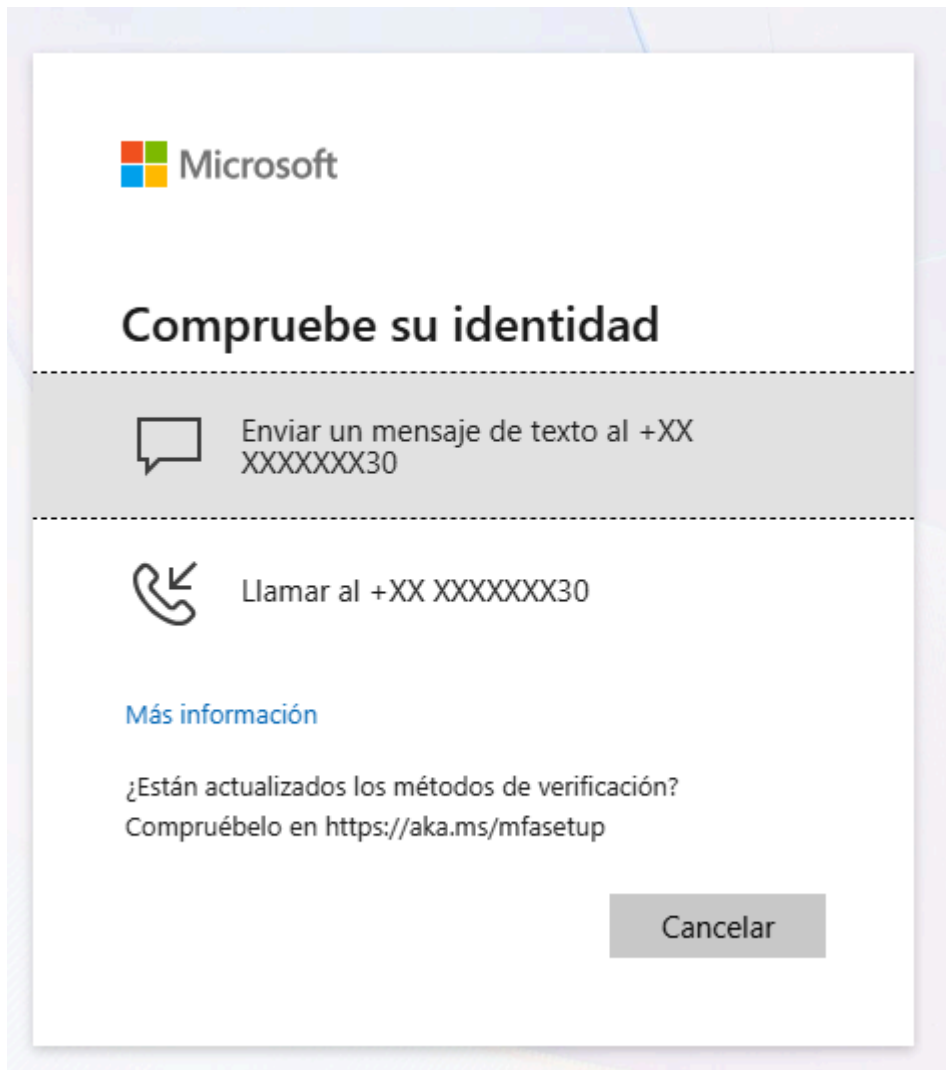 Microsoft
Compruebe su identidad
Enviar un mensaje de texto al +XX
XXXXXXX30
Llamar al +XX XXXXXXX30
Más información
¿Están actualizados los métodos de verificación?
Compruébelo en https://aka.ms/mfasetup
Cancelar